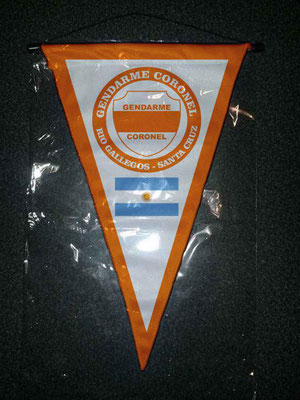 GENDARME CORONEL
GENDARME
CORONEL
RIO GALLEGOS - SANTA CRUZ